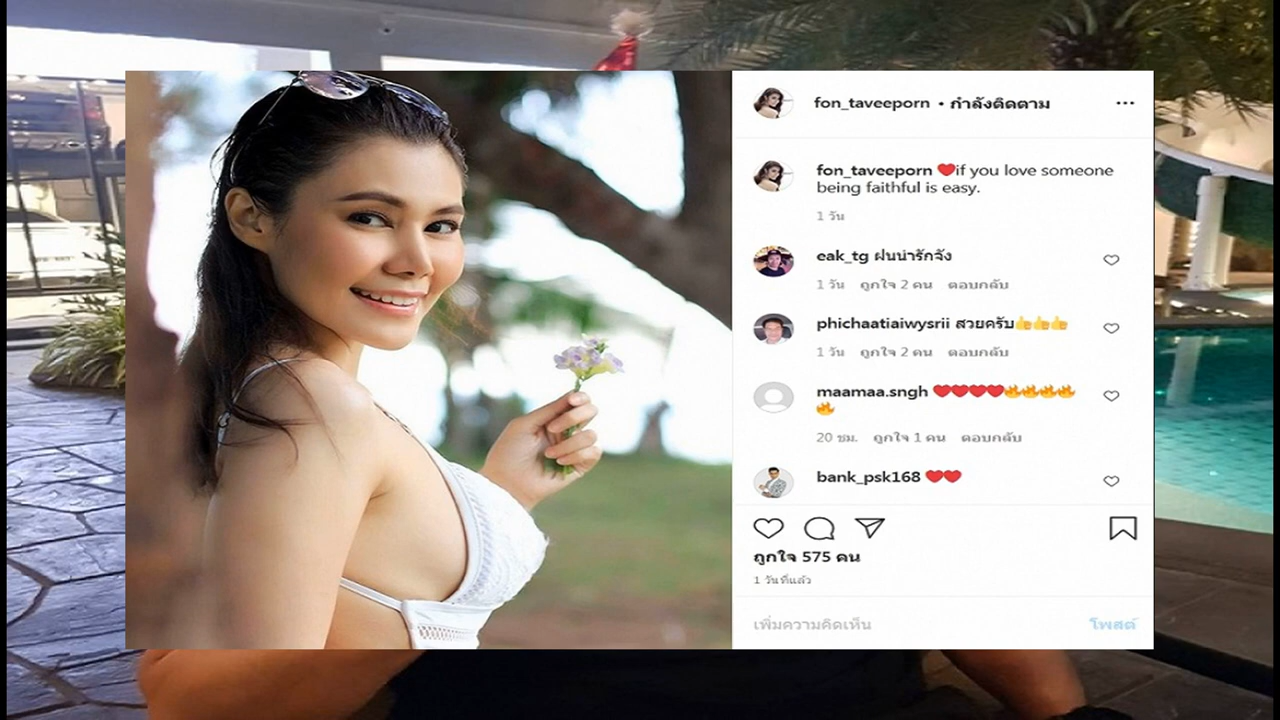 fon_taveeporn • กำลังติดตาม
fon_taveeporn ❤️if you love someone
being faithful is easy.
1 วัน
eak_tg ฝนน่ารักจัง
1 วัน ถูกใจ 2 คน ตอบกลับ
phichaatiaiwysrii สวยครับ👍👍👍
1 วัน ถูกใจ 2 คน ตอบกลับ
maamaa.sngh ❤️❤️❤️❤️🔥🔥🔥🔥
🔥
20 ชม. ถูกใจ 1 คน ตอบกลับ
bank_psk168 ❤️❤️
ถูกใจ 575 คน
1 วันที่แล้ว
เพิ่มความคิดเห็น
โพสต์